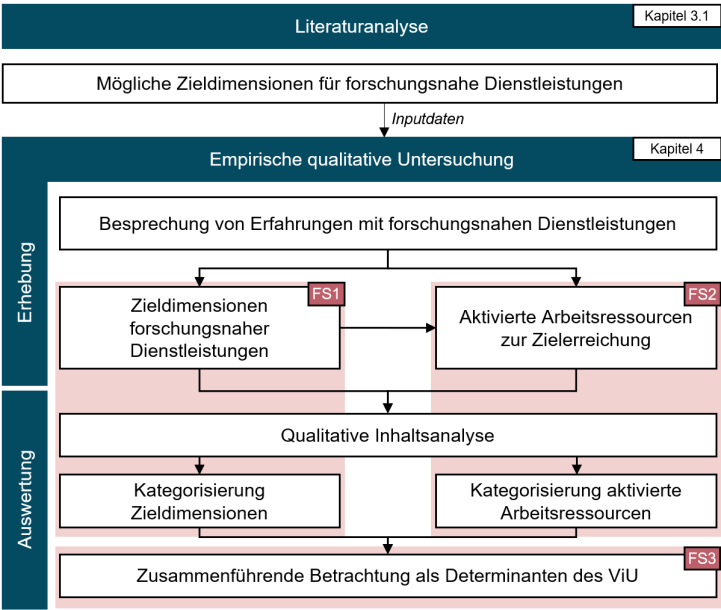 Literaturanalyse
Kapitel 3.1
Mögliche Zieldimensionen für forschungsnahe Dienstleistungen
Inputdaten
Empirische qualitative Untersuchung
Kapitel 4
Erhebung
Besprechung von Erfahrungen mit forschungsnahen Dienstleistungen
FS1
Zieldimensionen
forschungsnaher
Dienstleistungen
FS2
Aktivierte Arbeitsressourcen
zur Zielerreichung
Auswertung
Qualitative Inhaltsanalyse
Kategorisierung
Zieldimensionen
Kategorisierung aktivierte
Arbeitsressourcen
FS3
Zusammenführende Betrachtung als Determinanten des ViU